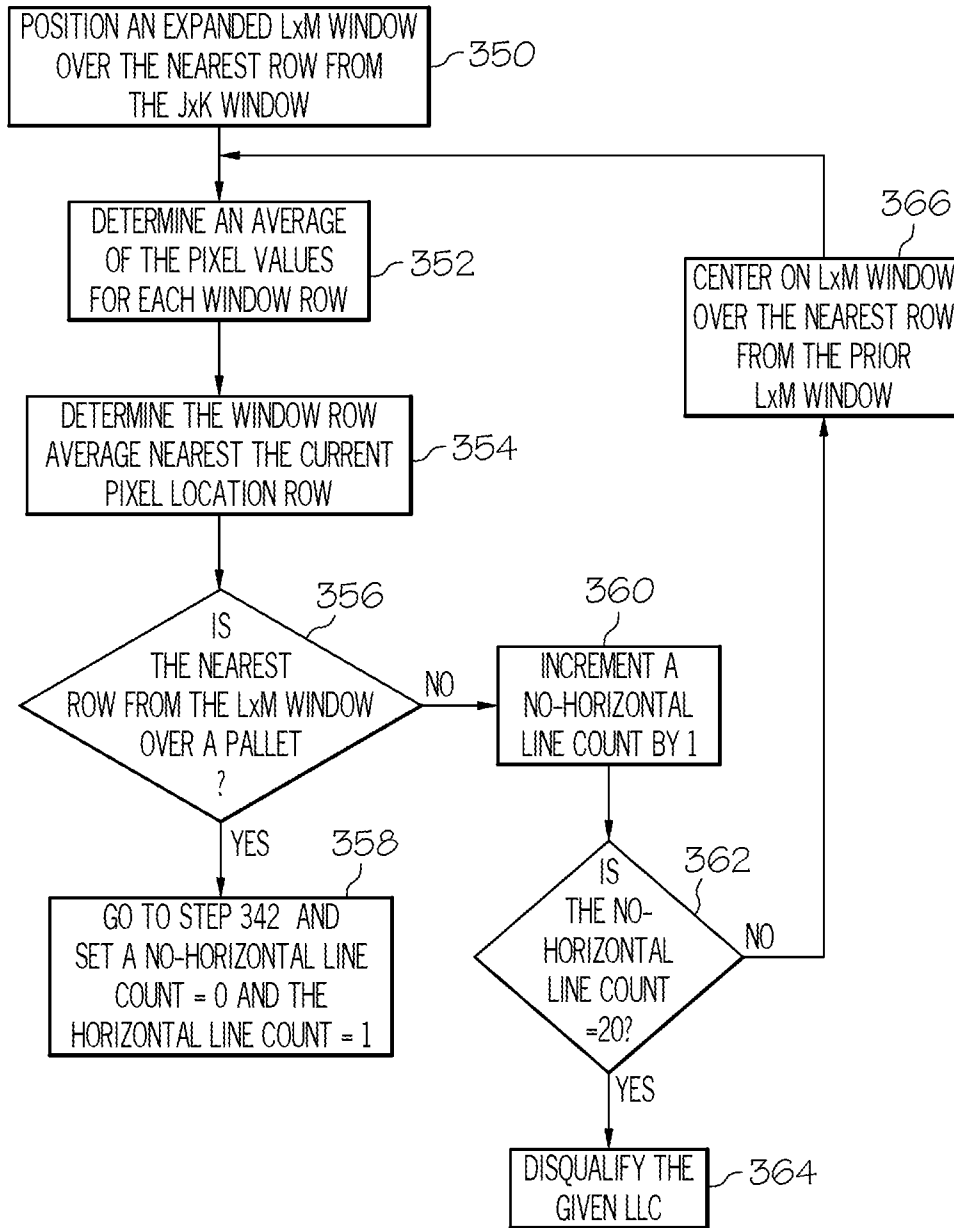 POSITION AN EXPANDED LxM WINDOW
OVER THE NEAREST ROW FROM
THE JxK WINDOW
350
DETERMINE AN AVERAGE
OF THE PIXEL VALUES
FOR EACH WINDOW ROW
352
366
CENTER ON LxM WINDOW
OVER THE NEAREST ROW
FROM THE PRIOR
LxM WINDOW
DETERMINE THE WINDOW ROW
AVERAGE NEAREST THE CURRENT
PIXEL LOCATION ROW
354
356
IS
THE NEAREST
ROW FROM THE LxM WINDOW
OVER A PALLET
?
NO
YES
360
INCREMENT A
NO-HORIZONTAL
LINE COUNT BY 1
358
GO TO STEP 342 AND
SET A NO-HORIZONTAL LINE
COUNT = 0 AND THE
HORIZONTAL LINE COUNT = 1
362
IS
THE NO-
HORIZONTAL
LINE COUNT
=20?
NO
YES
DISQUALIFY THE
GIVEN LLC
364